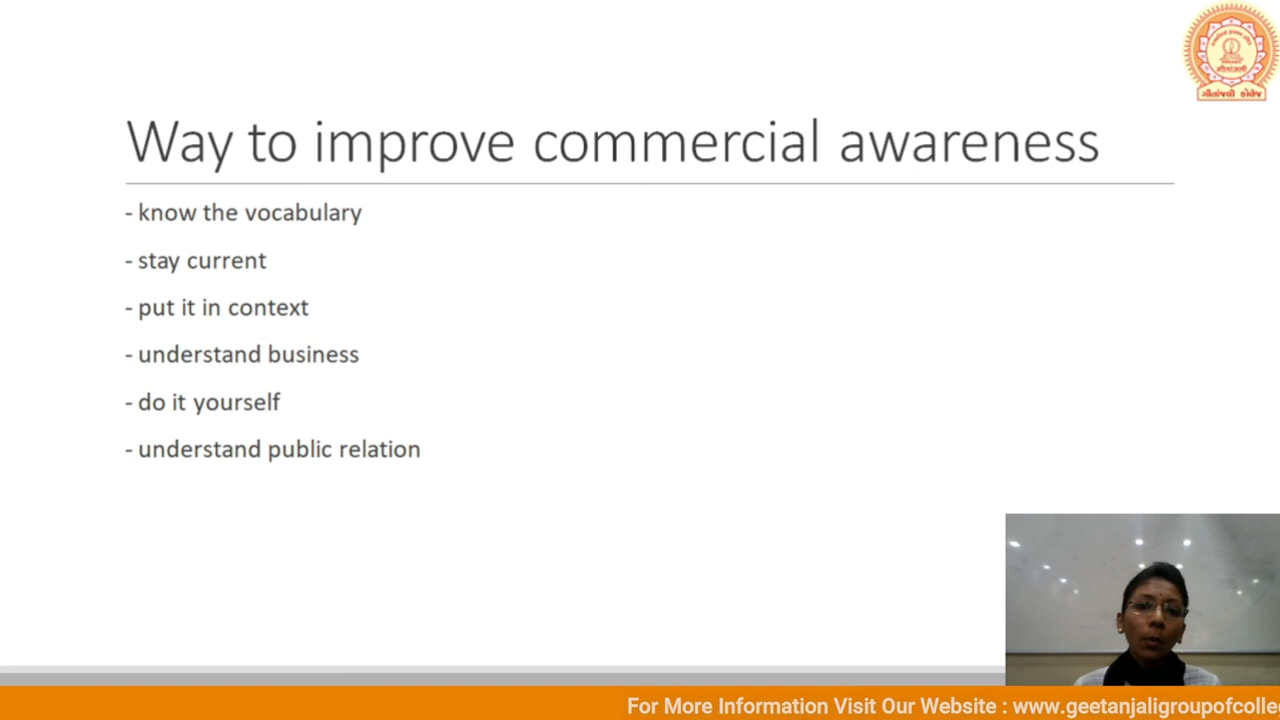 ગીતાંજલી કોલેજ
Way to improve commercial awareness
- know the vocabulary
- stay current
- put it in context
- understand business
- do it yourself
- understand public relation
For More Information Visit Our Website : www.geetanjaligroupofcolle